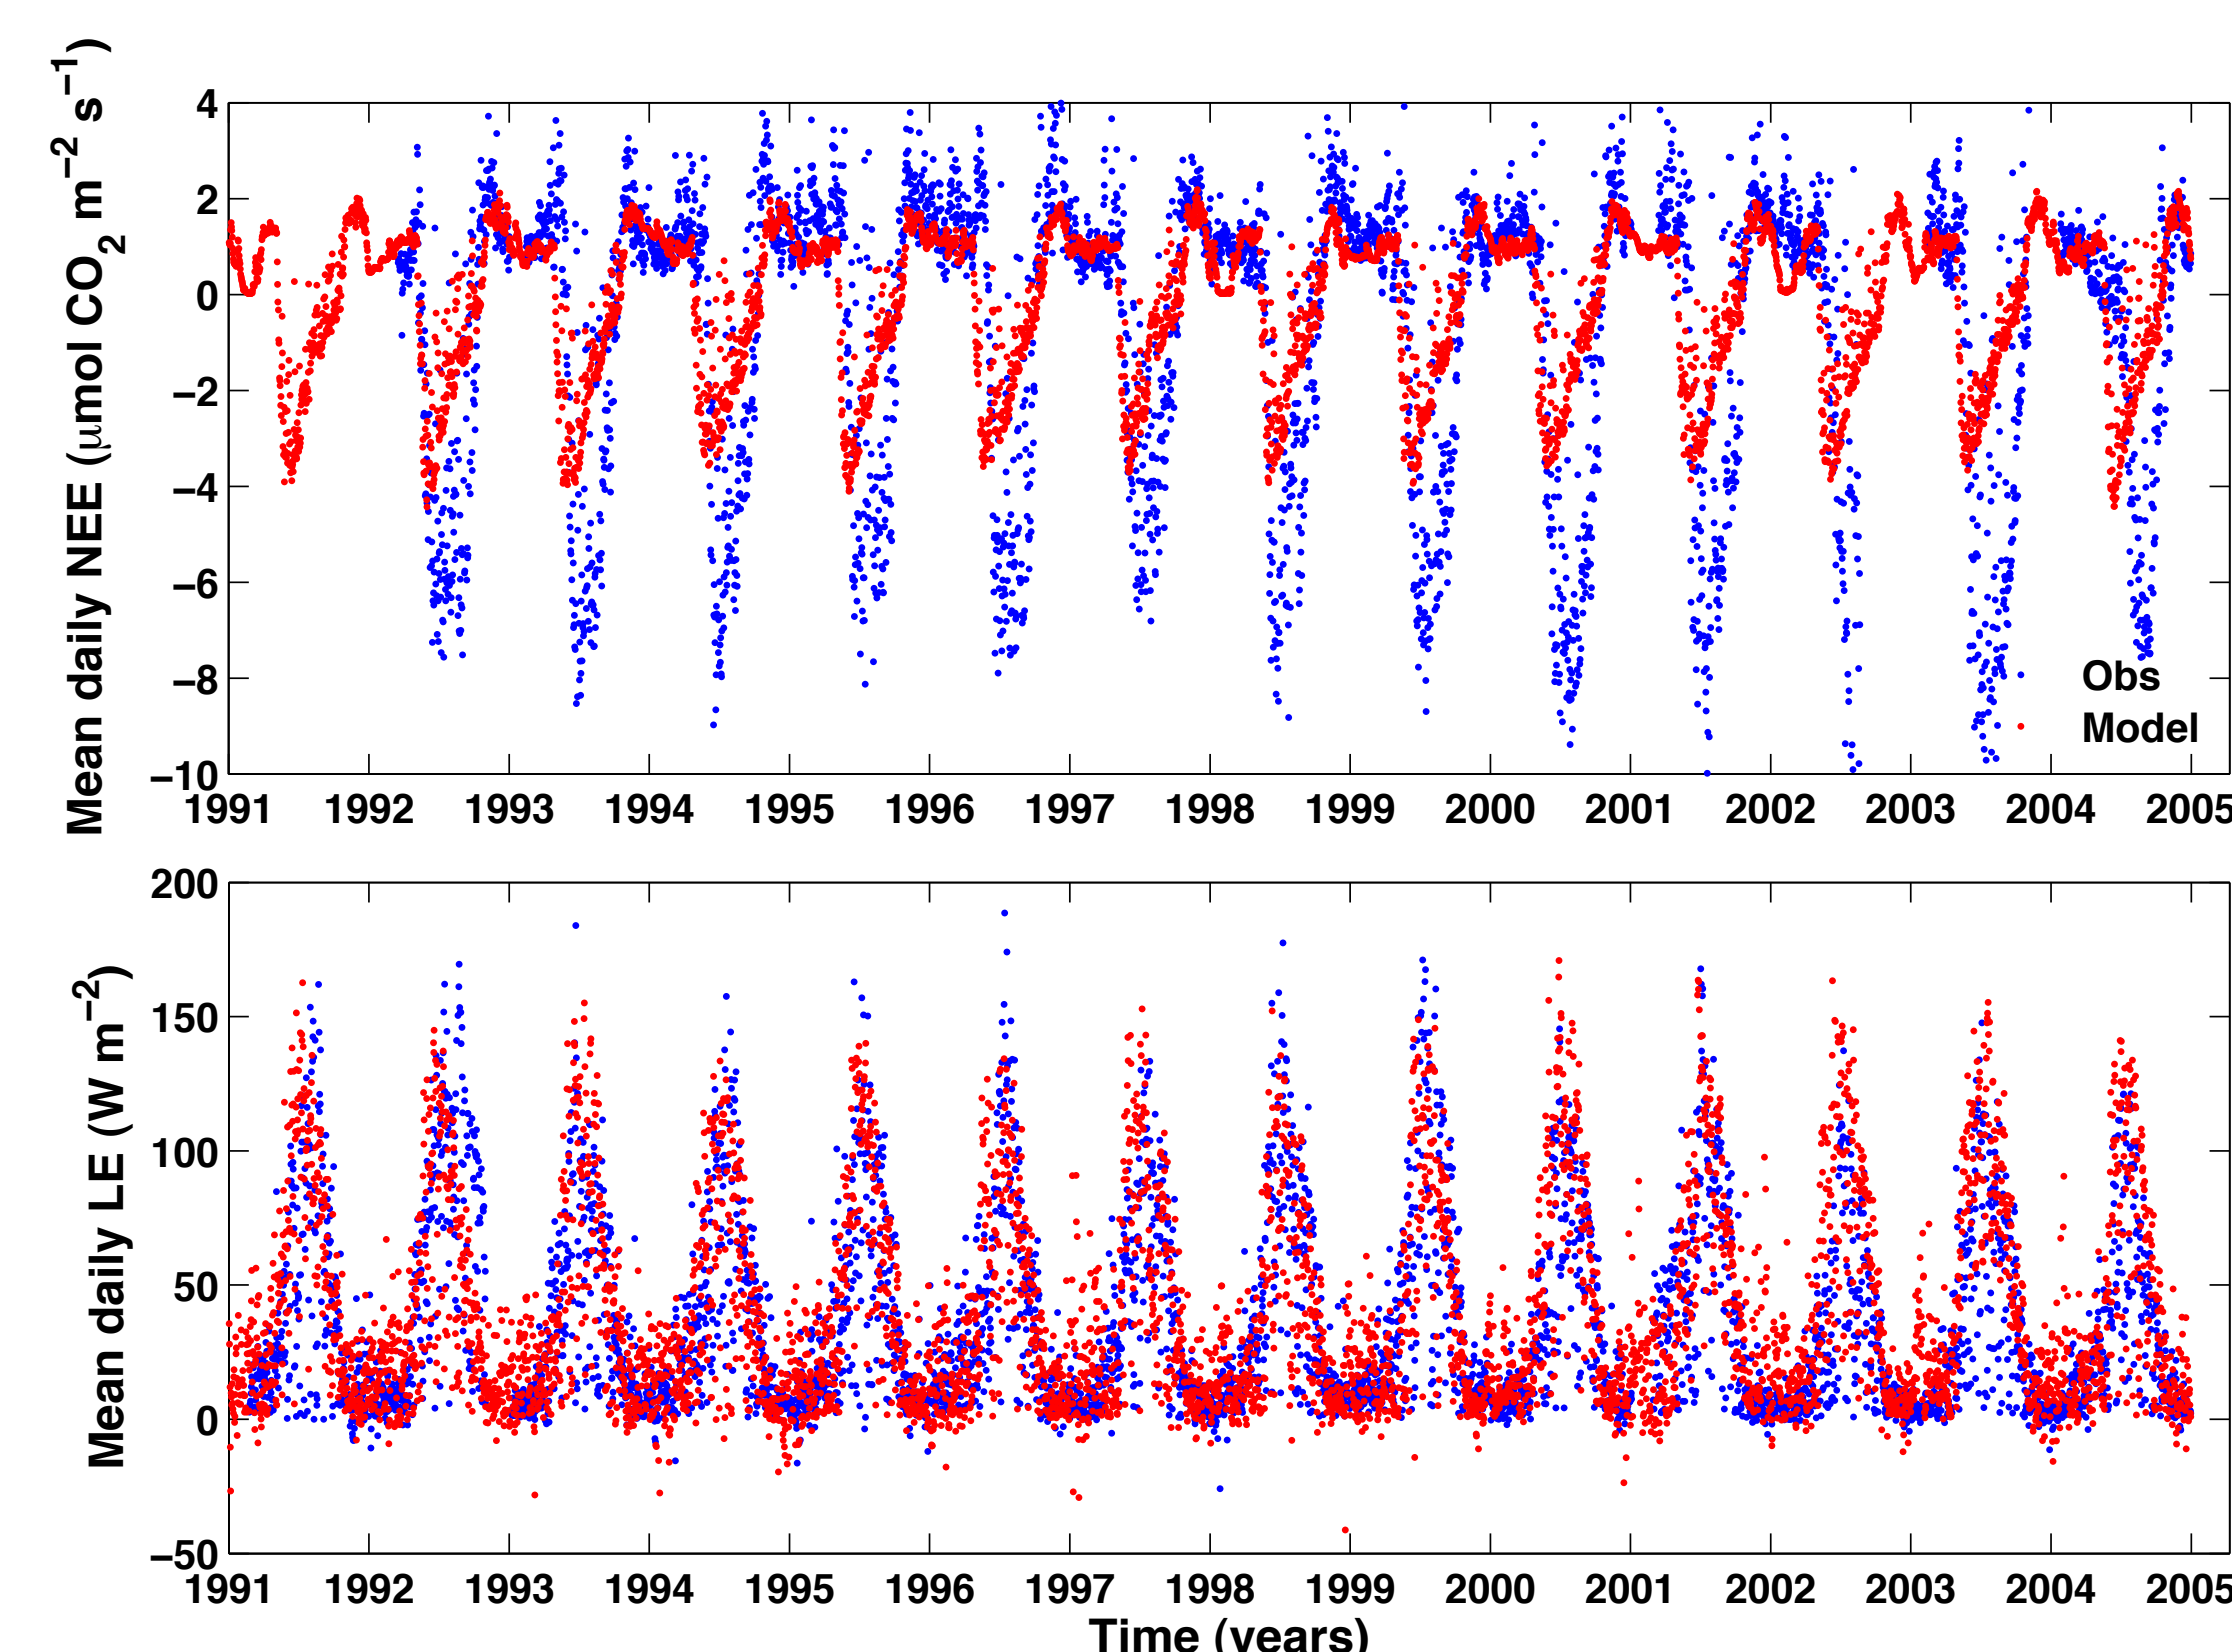 Mean daily NEE (μmol CO2 m−2 s−1)
4
2
0
−2
−4
−6
−8
−10
1991 1992 1993 1994 1995 1996 1997 1998 1999 2000 2001 2002 2003 2004 2005
Obs
Model
Mean daily LE (W m−2)
200
150
100
50
0
−50
1991 1992 1993 1994 1995 1996 1997 1998 1999 2000 2001 2002 2003 2004 2005
Time (years)